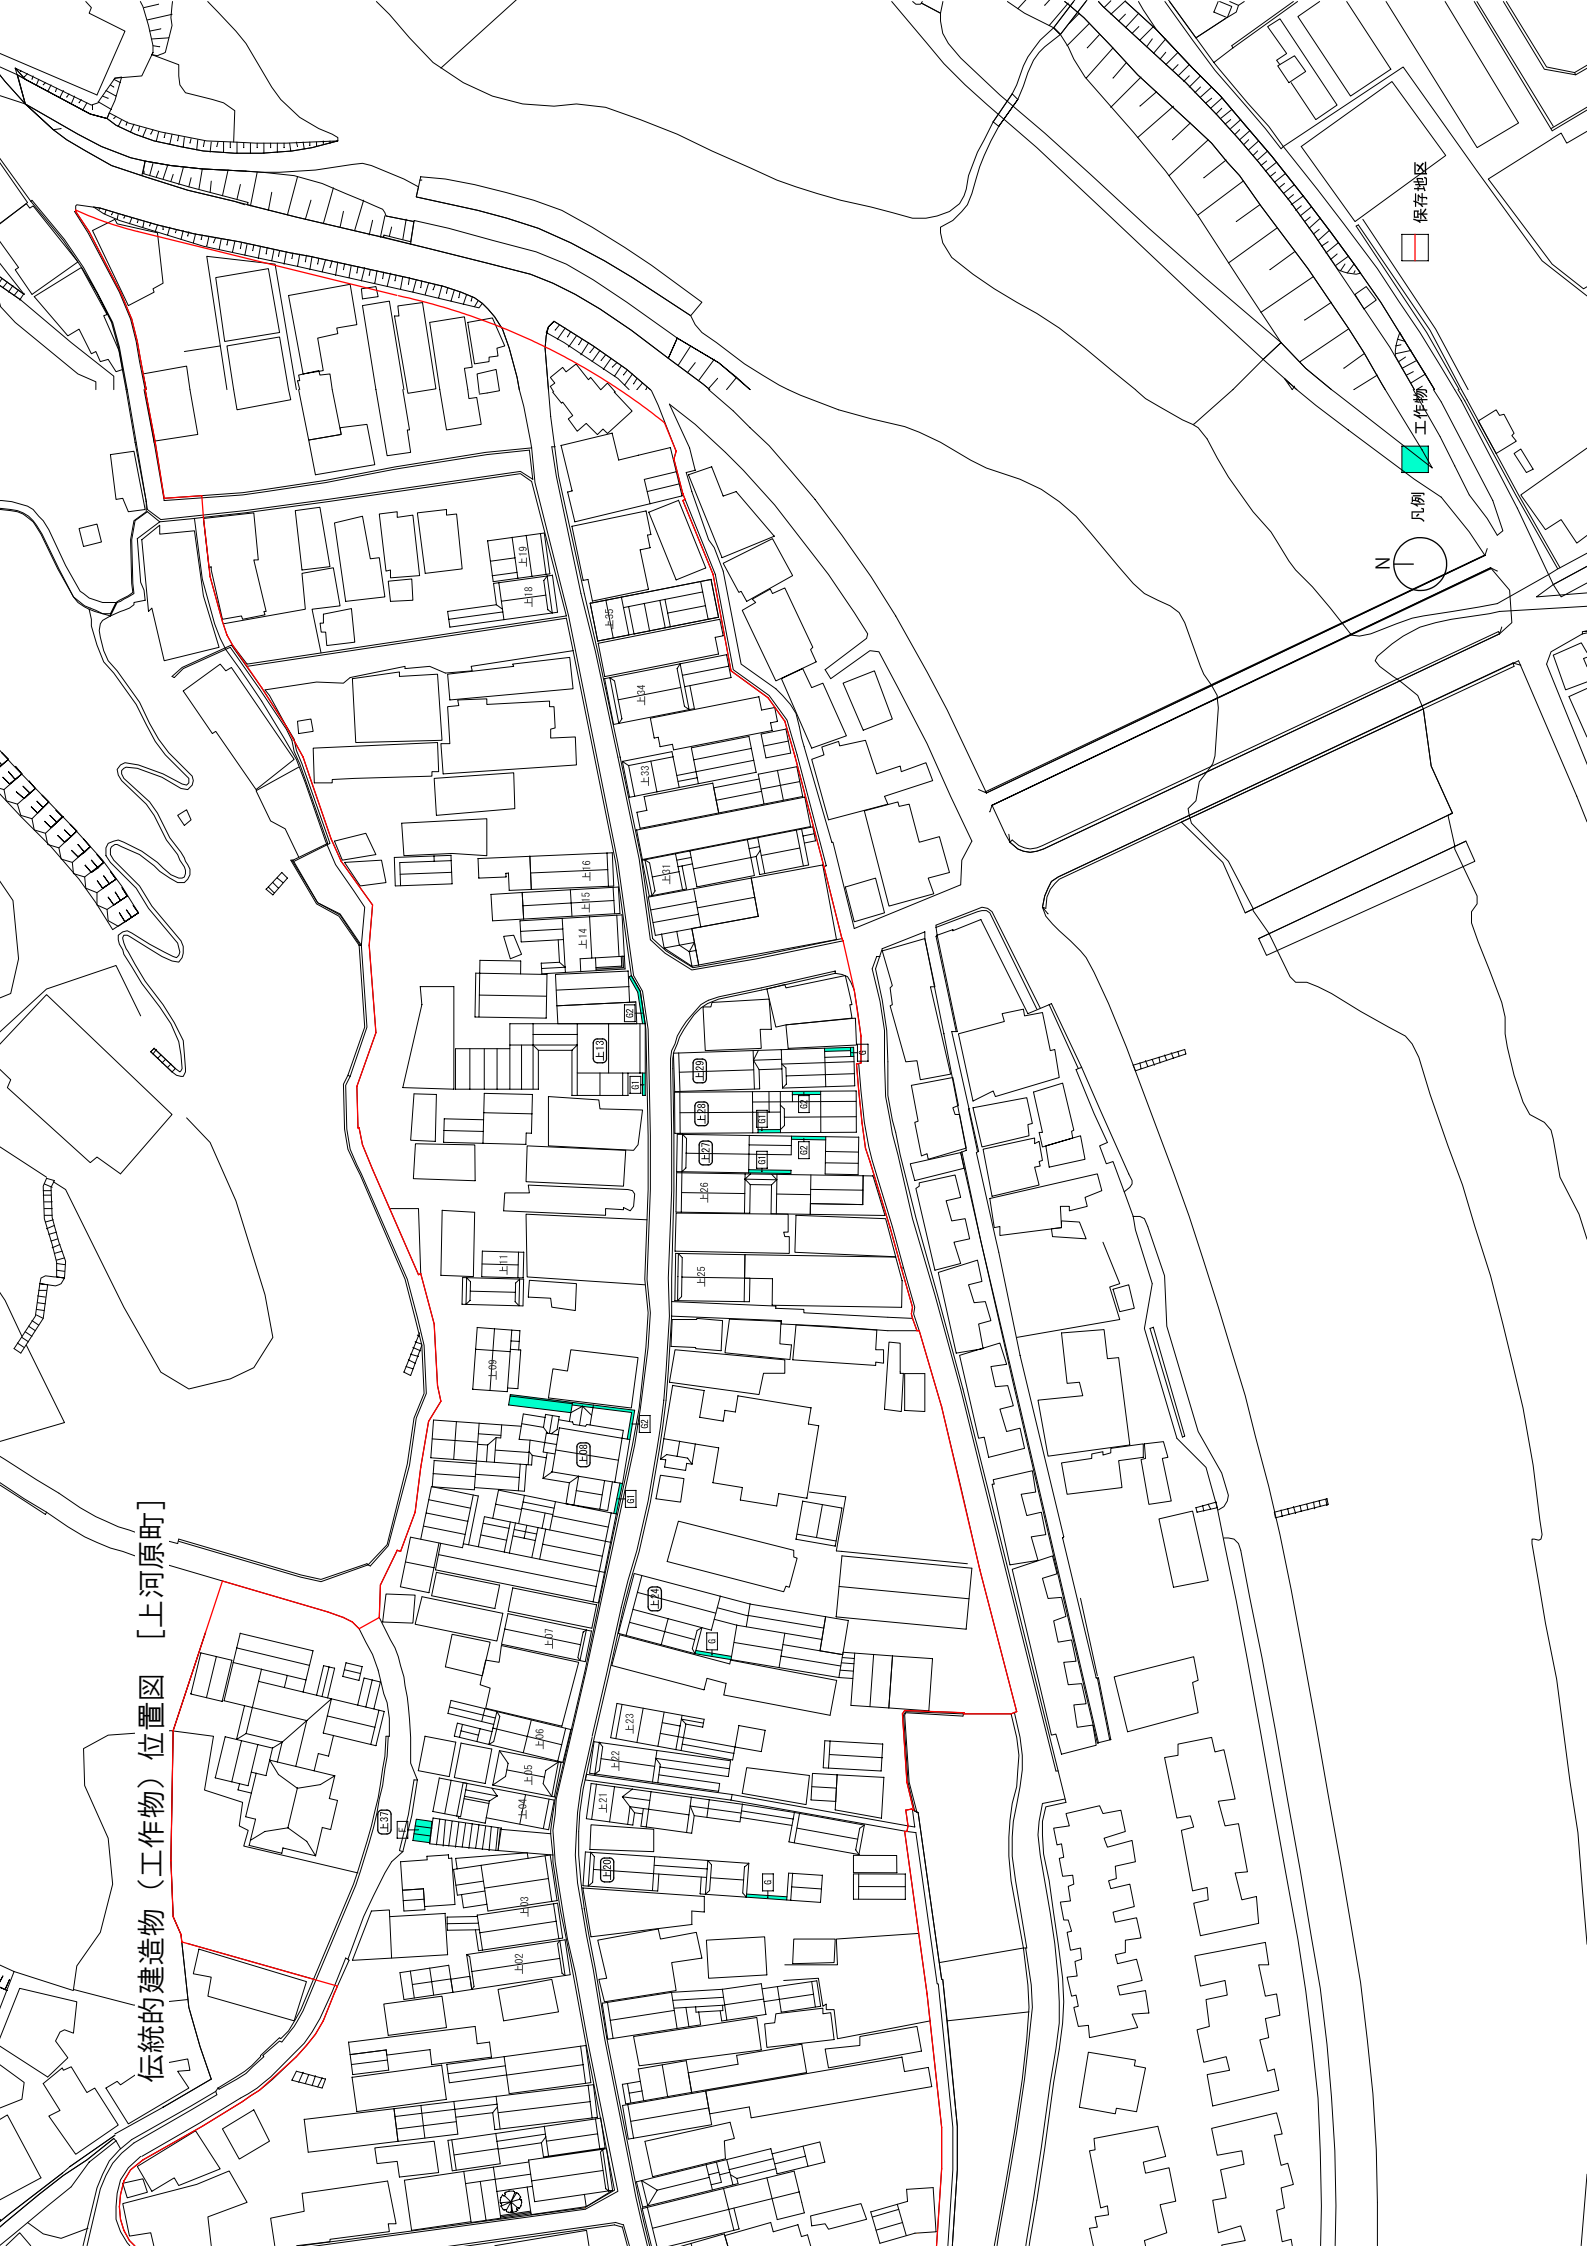 伝統的建造物（工作物）位置図　[上河原町]
凡例
工作物
保存地区
N
上19
上18
上16
上15
上14
G2
上13
G1
上11
上09
上08
G2
G1
上07
上06
上05
上04
上37
F
上03
上02
上35
上34
上33
上31
上29
G
上28
G1
G2
上27
G1
G2
上26
上25
上24
G
上23
上22
上21
上20
G